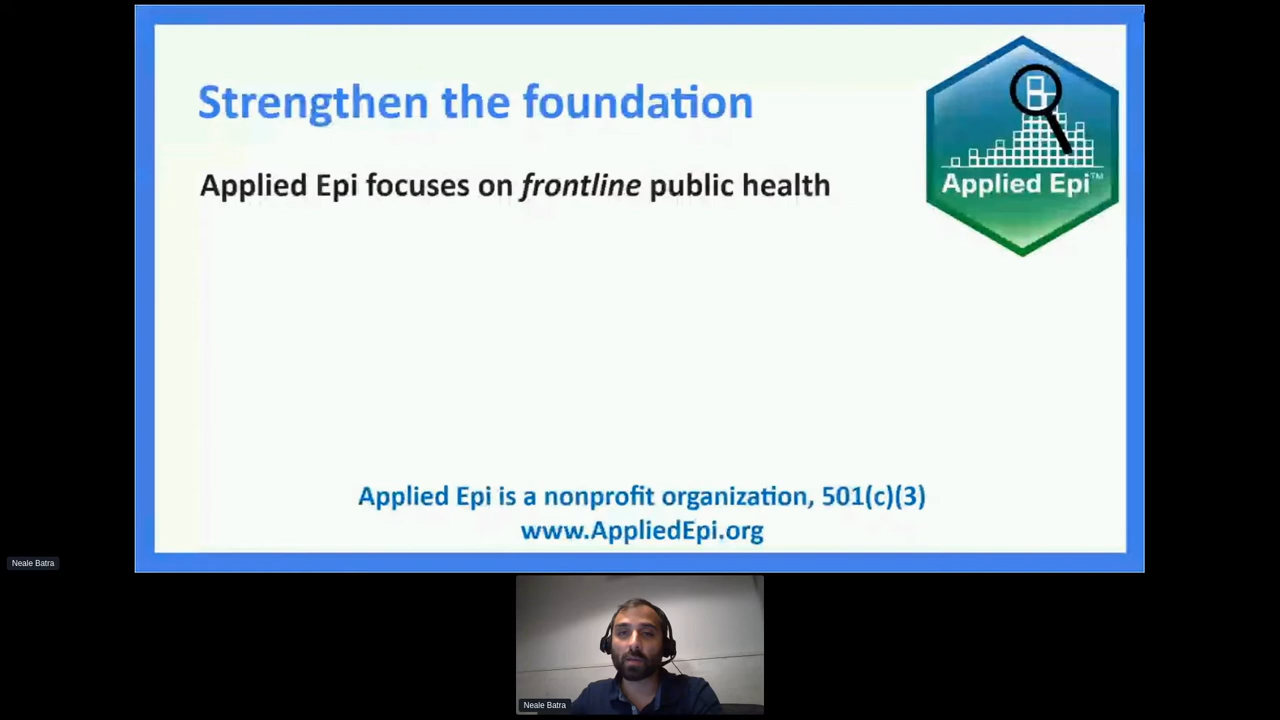 Strengthen the foundation
Applied Epi focuses on frontline public health
Applied Epi™
Applied Epi is a nonprofit organization, 501(c)(3)
www.AppliedEpi.org
Neale Batra
Neale Batra